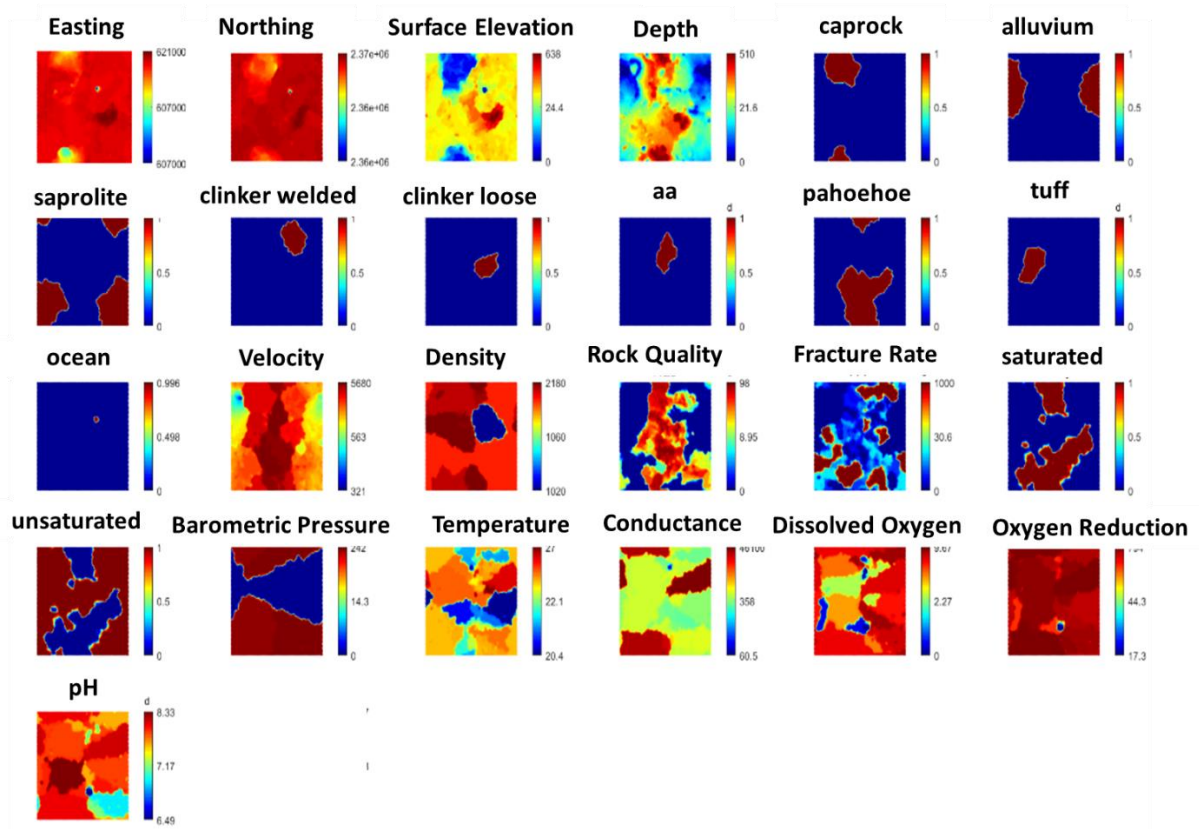 Easting Northing Surface Elevation Depth caprock alluvium
621000 2.37e+06 638 510 1 1
607000 2.36e+06 24.4 21.6 0.5 0.5
607000 2.36e+06 0 0 0 0
saprolite clinker welded clinker loose aa pahoehoe tuff
d d
1 1 1 1 1
0.5 0.5 0.5 0.5 0.5 0.5
0 0 0 0 0 0
ocean Velocity Density Rock Quality Fracture Rate saturated
0.996 5680 2180 98 1000 1
0.498 563 1060 8.95 30.6 0.5
0 321 1020 0 0 0
unsaturated Barometric Pressure Temperature Conductance Dissolved Oxygen Oxygen Reduction
1 242 27 46100 9.67
0.5 14.3 22.1 358 2.27 44.3
0 0 20.4 60.5 0 17.3
pH
d
8.33
7.17
6.49